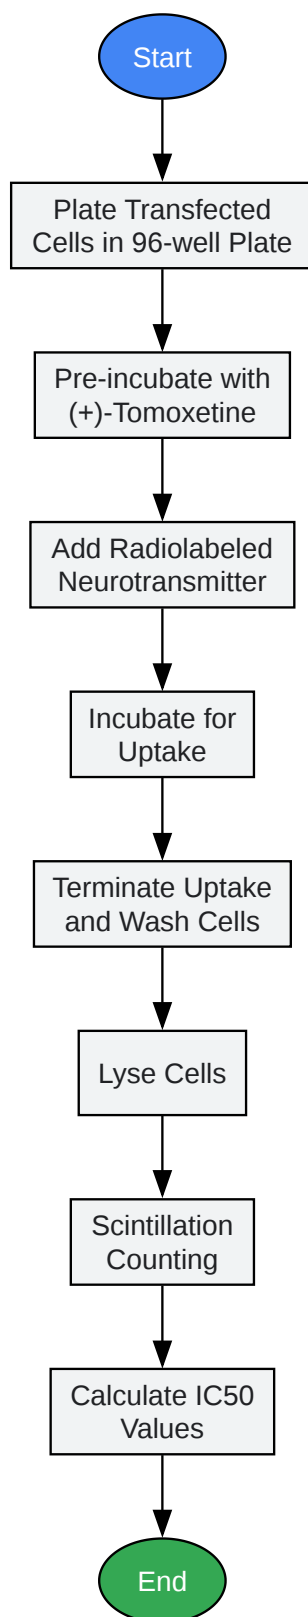 Start
Plate Transfected
Cells in 96-well Plate
Pre-incubate with
(+)-Tomoxetine
Add Radiolabeled
Neurotransmitter
Incubate for
Uptake
Terminate Uptake
and Wash Cells
Lyse Cells
Scintillation
Counting
Calculate IC50
Values
End